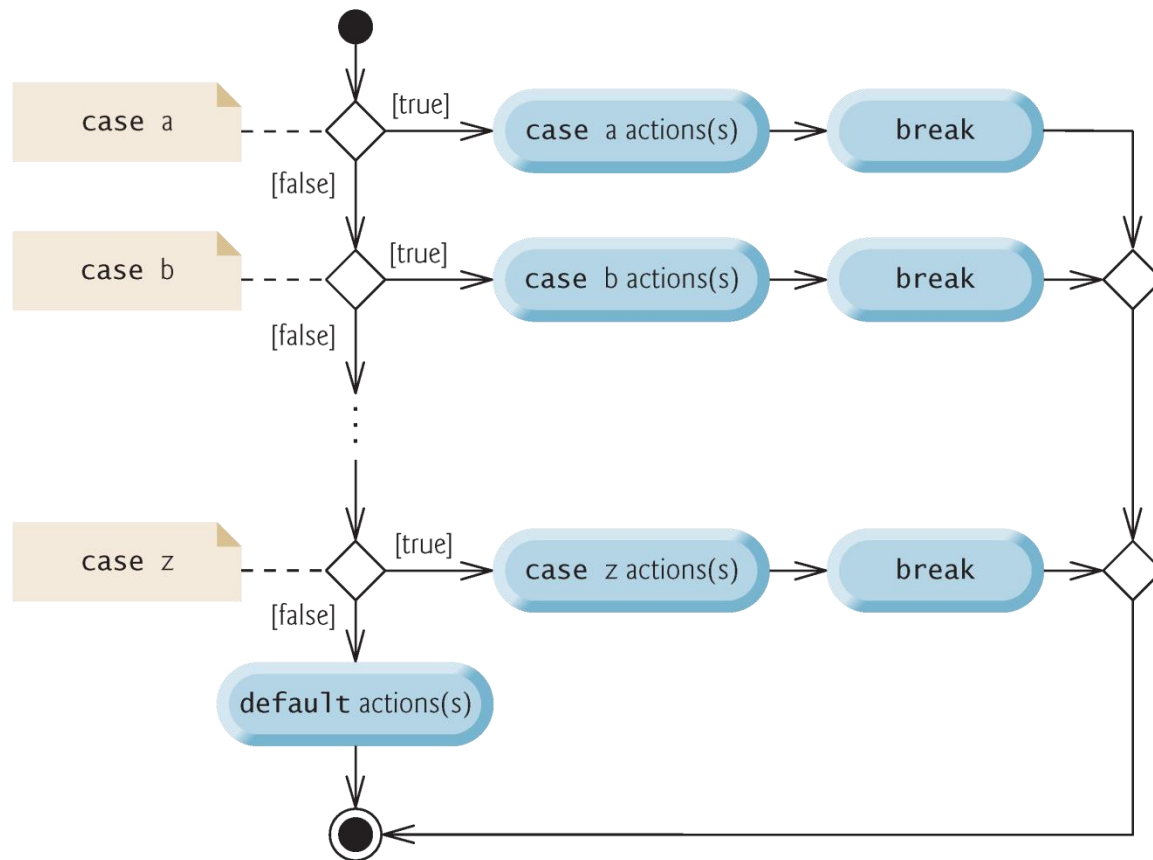 [true]
case a
case a actions(s)
break
[false]
[true]
case b
case b actions(s)
break
[false]
[true]
case z
case z actions(s)
break
[false]
default actions(s)